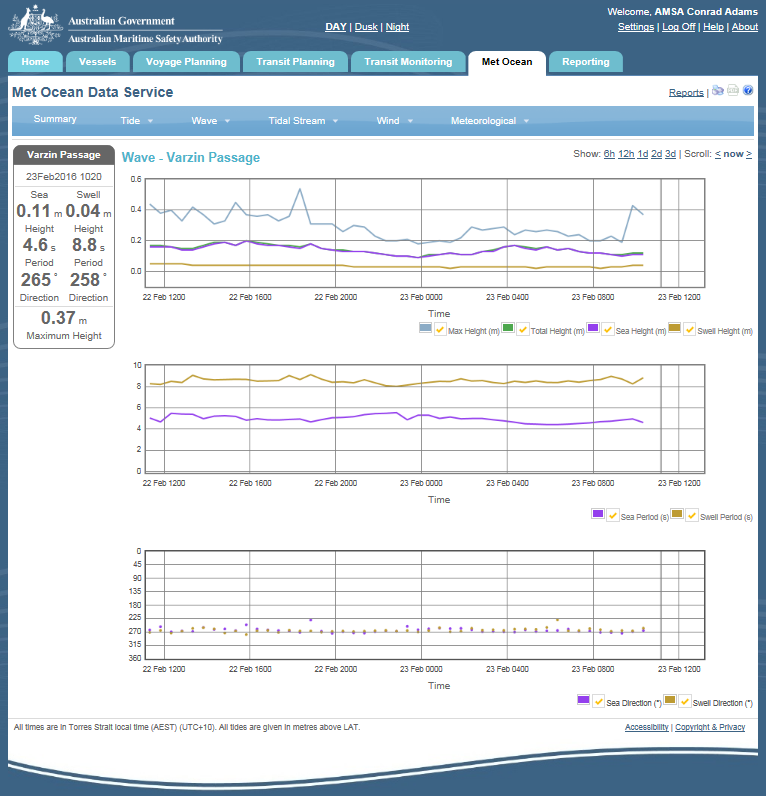 Australian Government
Australian Maritime Safety Authority
DAY | Dusk | Night
Welcome, AMSA Conrad Adams
Settings | Log Off | Help | About
Home
Vessels
Voyage Planning
Transit Planning
Transit Monitoring
Met Ocean
Reporting
Met Ocean Data Service
Reports |
Summary
Tide
Wave
Tidal Stream
Wind
Meteorological
Varzin Passage
23Feb2016 1020
Sea Swell
0.11 m 0.04 m
Height Height
4.6 s 8.8 s
Period Period
265 ° 258 °
Direction Direction
0.37 m
Maximum Height
Wave - Varzin Passage
Show: 6h 12h 1d 2d 3d | Scroll: < now >
0.6
0.4
0.2
0.0
22 Feb 1200 22 Feb 1600 22 Feb 2000 23 Feb 0000 23 Feb 0400 23 Feb 0800 23 Feb 1200
Time
Max Height (m) Total Height (m) Sea Height (m) Swell Height (m)
10
8
6
4
2
0
22 Feb 1200 22 Feb 1600 22 Feb 2000 23 Feb 0000 23 Feb 0400 23 Feb 0800 23 Feb 1200
Time
Sea Period (s) Swell Period (s)
0
45
90
135
180
225
270
315
360
22 Feb 1200 22 Feb 1600 22 Feb 2000 23 Feb 0000 23 Feb 0400 23 Feb 0800 23 Feb 1200
Time
Sea Direction (°) Swell Direction (°)
All times are in Torres Strait local time (AEST) (UTC+10). All tides are given in metres above LAT.
Accessibility | Copyright & Privacy